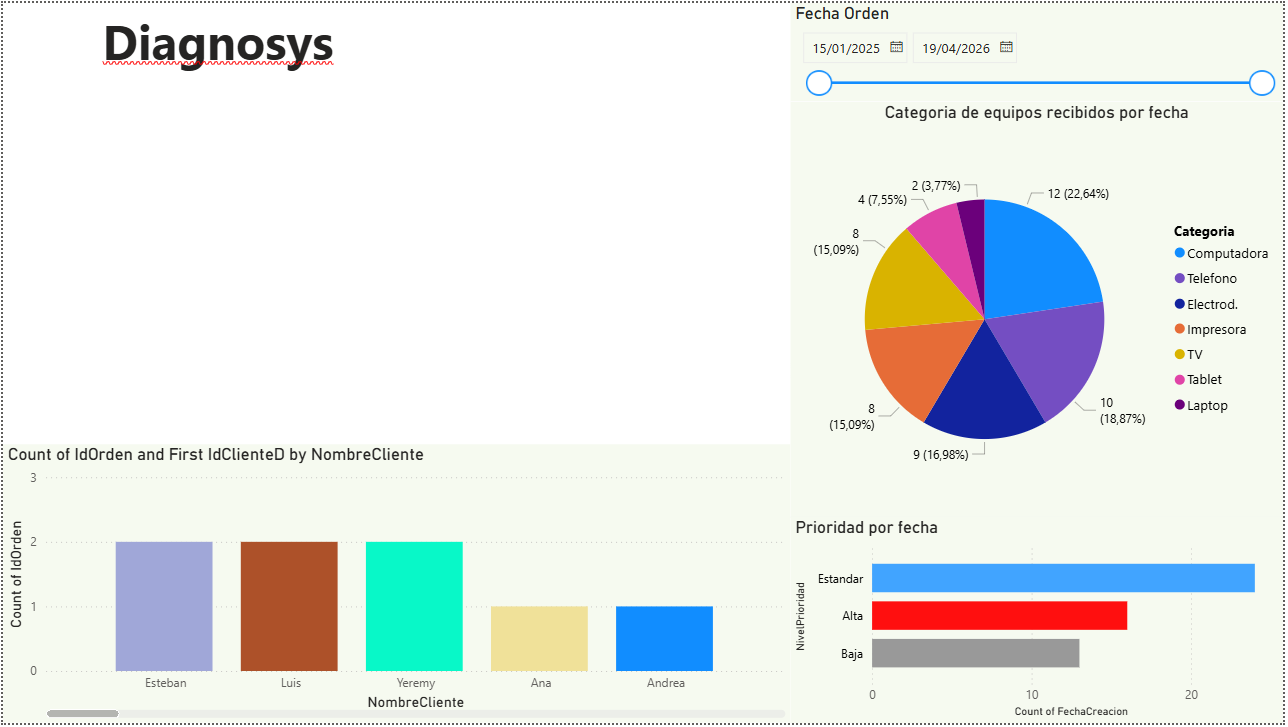 Diagnosys
Fecha Orden
15/01/2025
19/04/2026
Categoria de equipos recibidos por fecha
2 (3,77%)
12 (22,64%)
4 (7,55%)
8
(15,09%)
8
(15,09%)
10
(18,87%)
9 (16,98%)
Categoria
Computadora
Telefono
Electrod.
Impresora
TV
Tablet
Laptop
Count of IdOrden and First IdClienteD by NombreCliente
Count of IdOrden
3
2
1
0
Esteban
Luis
Yeremy
Ana
Andrea
NombreCliente
Prioridad por fecha
NivelPrioridad
Estandar
Alta
Baja
0
10
20
Count of FechaCreacion